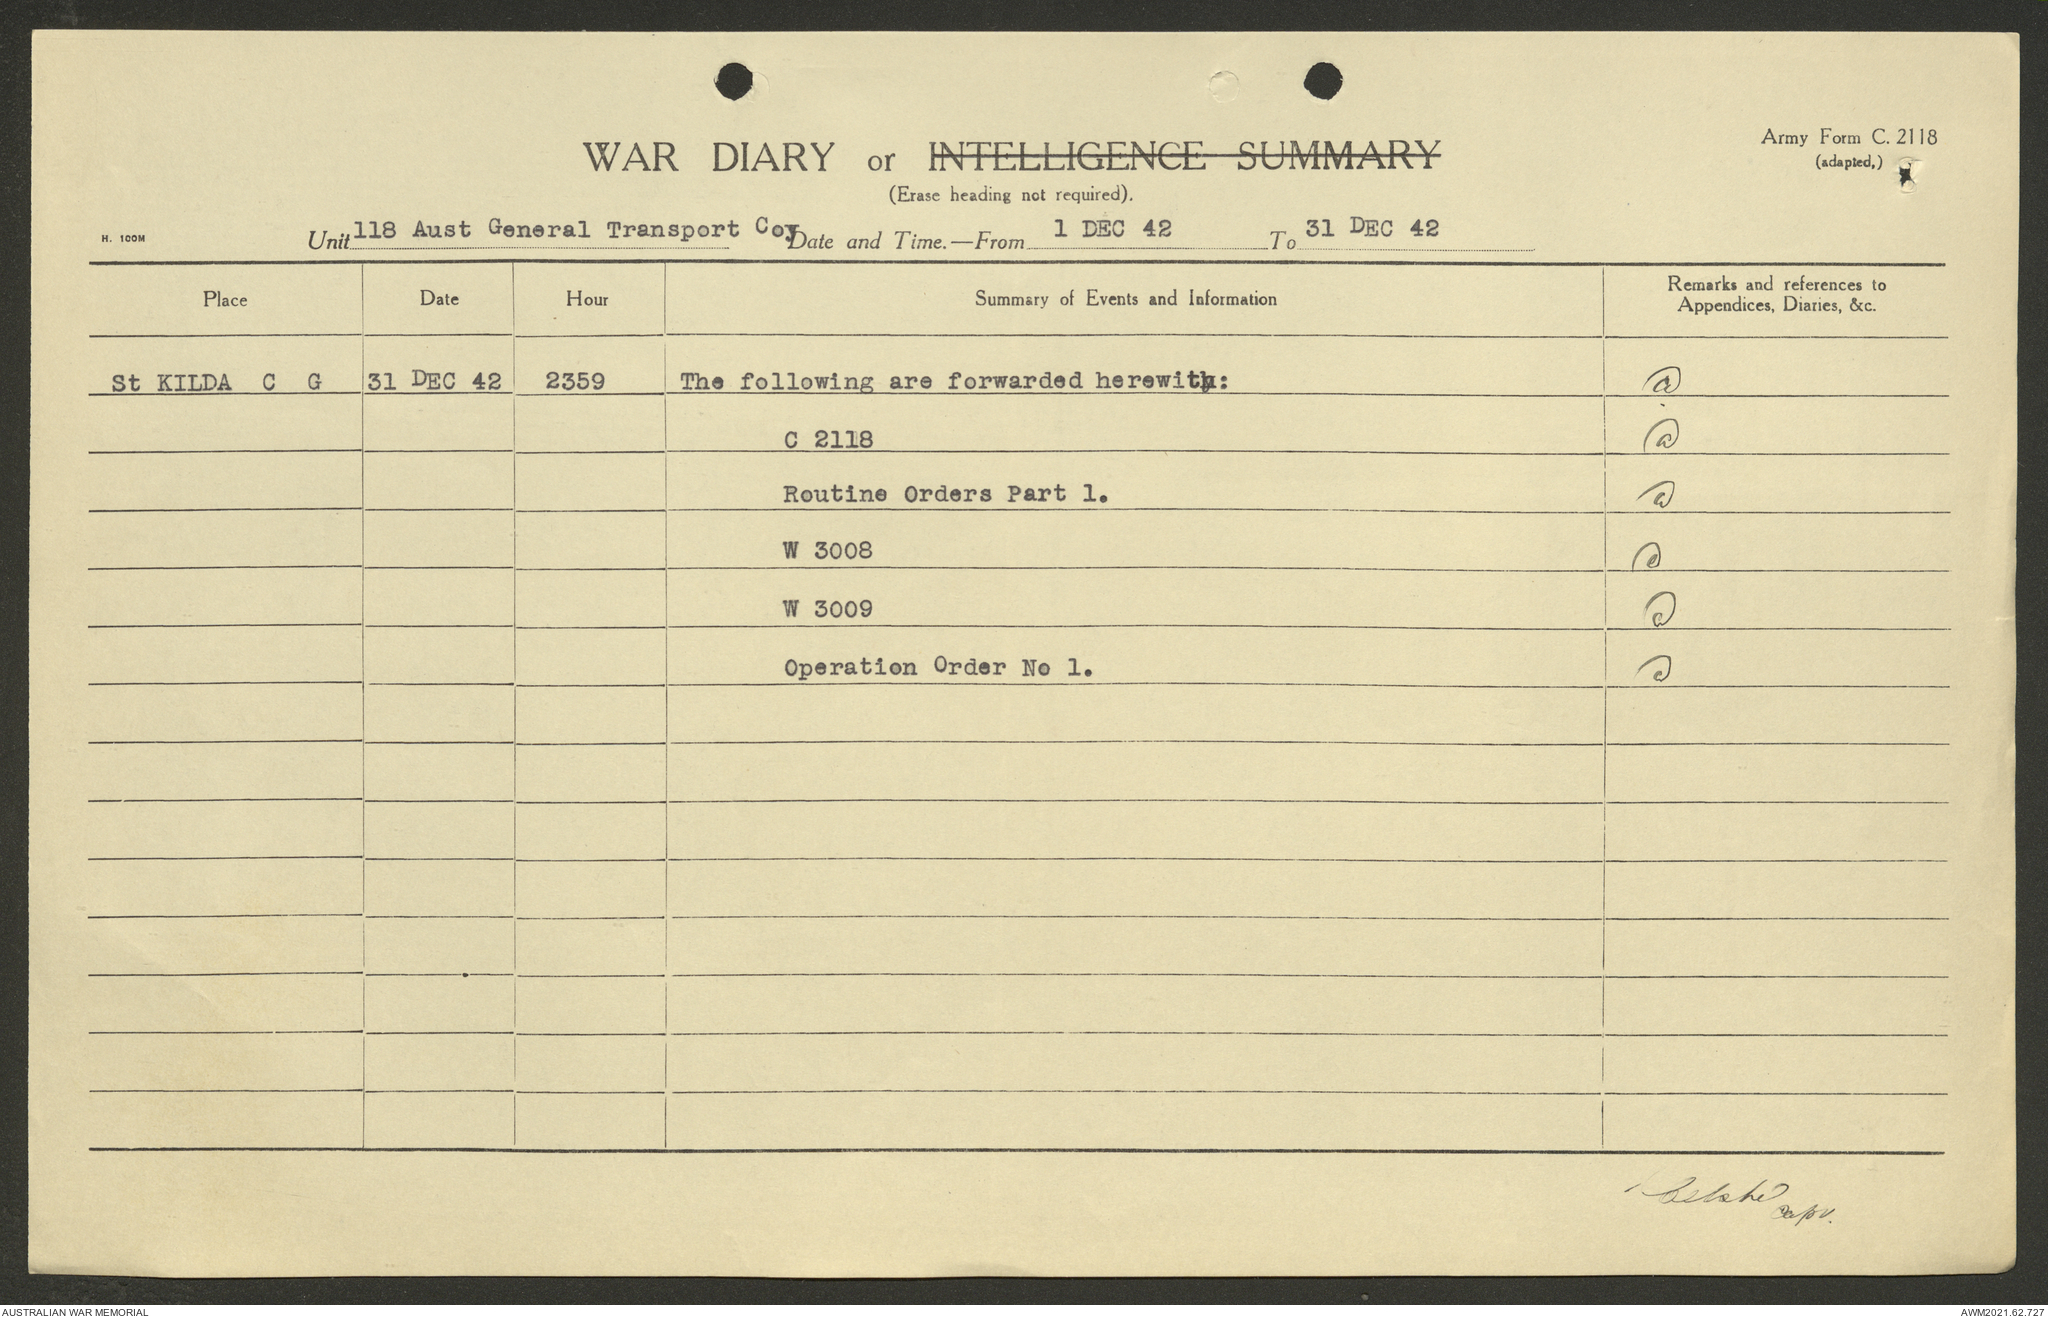 Army Form C. 2118
(adapted,)
WAR DIARY or INTELLIGENCE SUMMARY
(Erase heading not required).
H. 100M
Unit 118 Aust General Transport Coy Date and Time.—From 1 DEC 42 To 31 DEC 42
Place Date Hour Summary of Events and Information Remarks and references to Appendices, Diaries, &c.
St KILDA C G 31 DEC 42 2359 The following are forwarded herewith: a
C 2118 a
Routine Orders Part 1. a
W 3008 a
W 3009 a
Operation Order No 1. a
Capt.
AUSTRALIAN WAR MEMORIAL
AWM2021.62.727